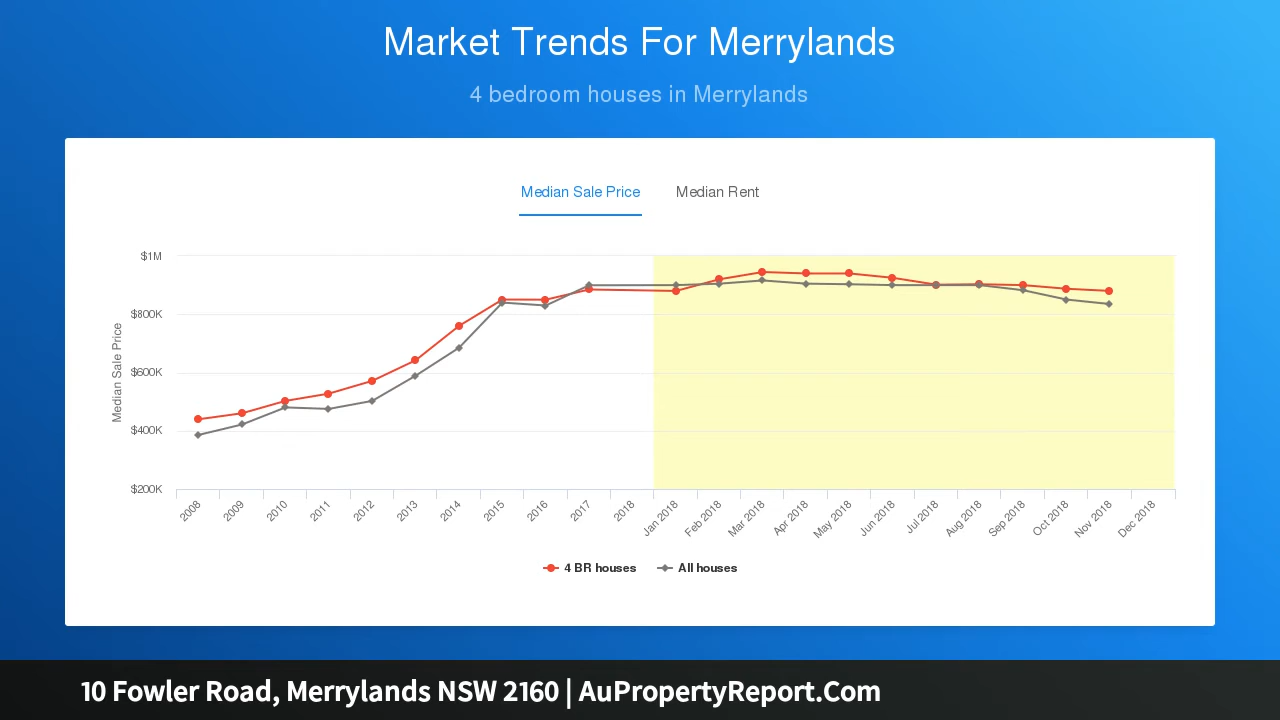 Market Trends For Merrylands
4 bedroom houses in Merrylands
Median Sale Price
Median Rent
Median Sale Price
$1M
$800K
$600K
$400K
$200K
2008
2009
2010
2011
2012
2013
2014
2015
2016
2017
2018
Jan 2018
Feb 2018
Mar 2018
Apr 2018
May 2018
Jun 2018
Jul 2018
Aug 2018
Sep 2018
Oct 2018
Nov 2018
Dec 2018
4 BR houses
All houses
10 Fowler Road, Merrylands NSW 2160 | AuPropertyReport.Com